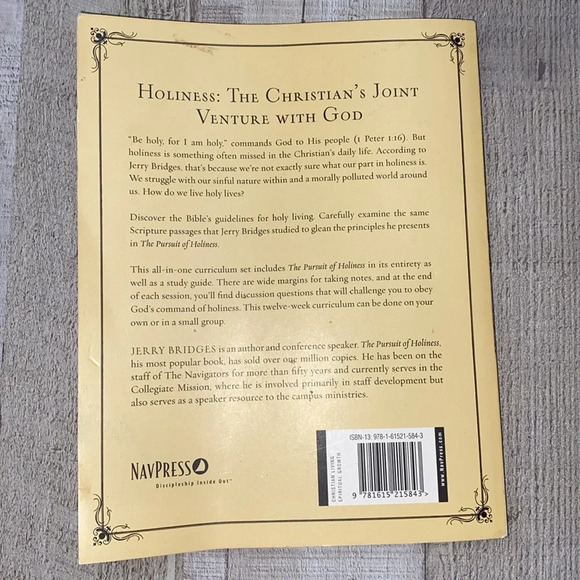 HOLINESS: THE CHRISTIAN'S JOINT
VENTURE WITH GOD
"Be holy, for I am holy," commands God to His people (1 Peter 1:16). But
holiness is something often missed in the Christian's daily life. According to
Jerry Bridges, that's because we're not exactly sure what our part in holiness is.
We struggle with our sinful nature within and a morally polluted world around
us. How do we live holy lives?
Discover the Bible's guidelines for holy living. Carefully examine the same
Scripture passages that Jerry Bridges studied to glean the principles he presents
in The Pursuit of Holiness.
This all-in-one curriculum set includes The Pursuit of Holiness in its entirety as
well as a study guide. There are wide margins for taking notes, and at the end
of each session, you'll find discussion questions that will challenge you to obey
God's command of holiness. This twelve-week curriculum can be done on your
own or in a small group.
JERRY BRIDGES is an author and conference speaker. The Pursuit of Holiness,
his most popular book, has sold over one million copies. He has been on the
staff of The Navigators for more than fifty years and currently serves in the
Collegiate Mission, where he is involved primarily in staff development but
also serves as a speaker resource to the campus ministries.
NAVPRESS
Discipleship Inside Out™
ISBN-13: 978-1-61521-584-3
CHRISTIAN LIVING
SPIRITUAL GROWTH
9 781615 215843>
www.NavPress.com